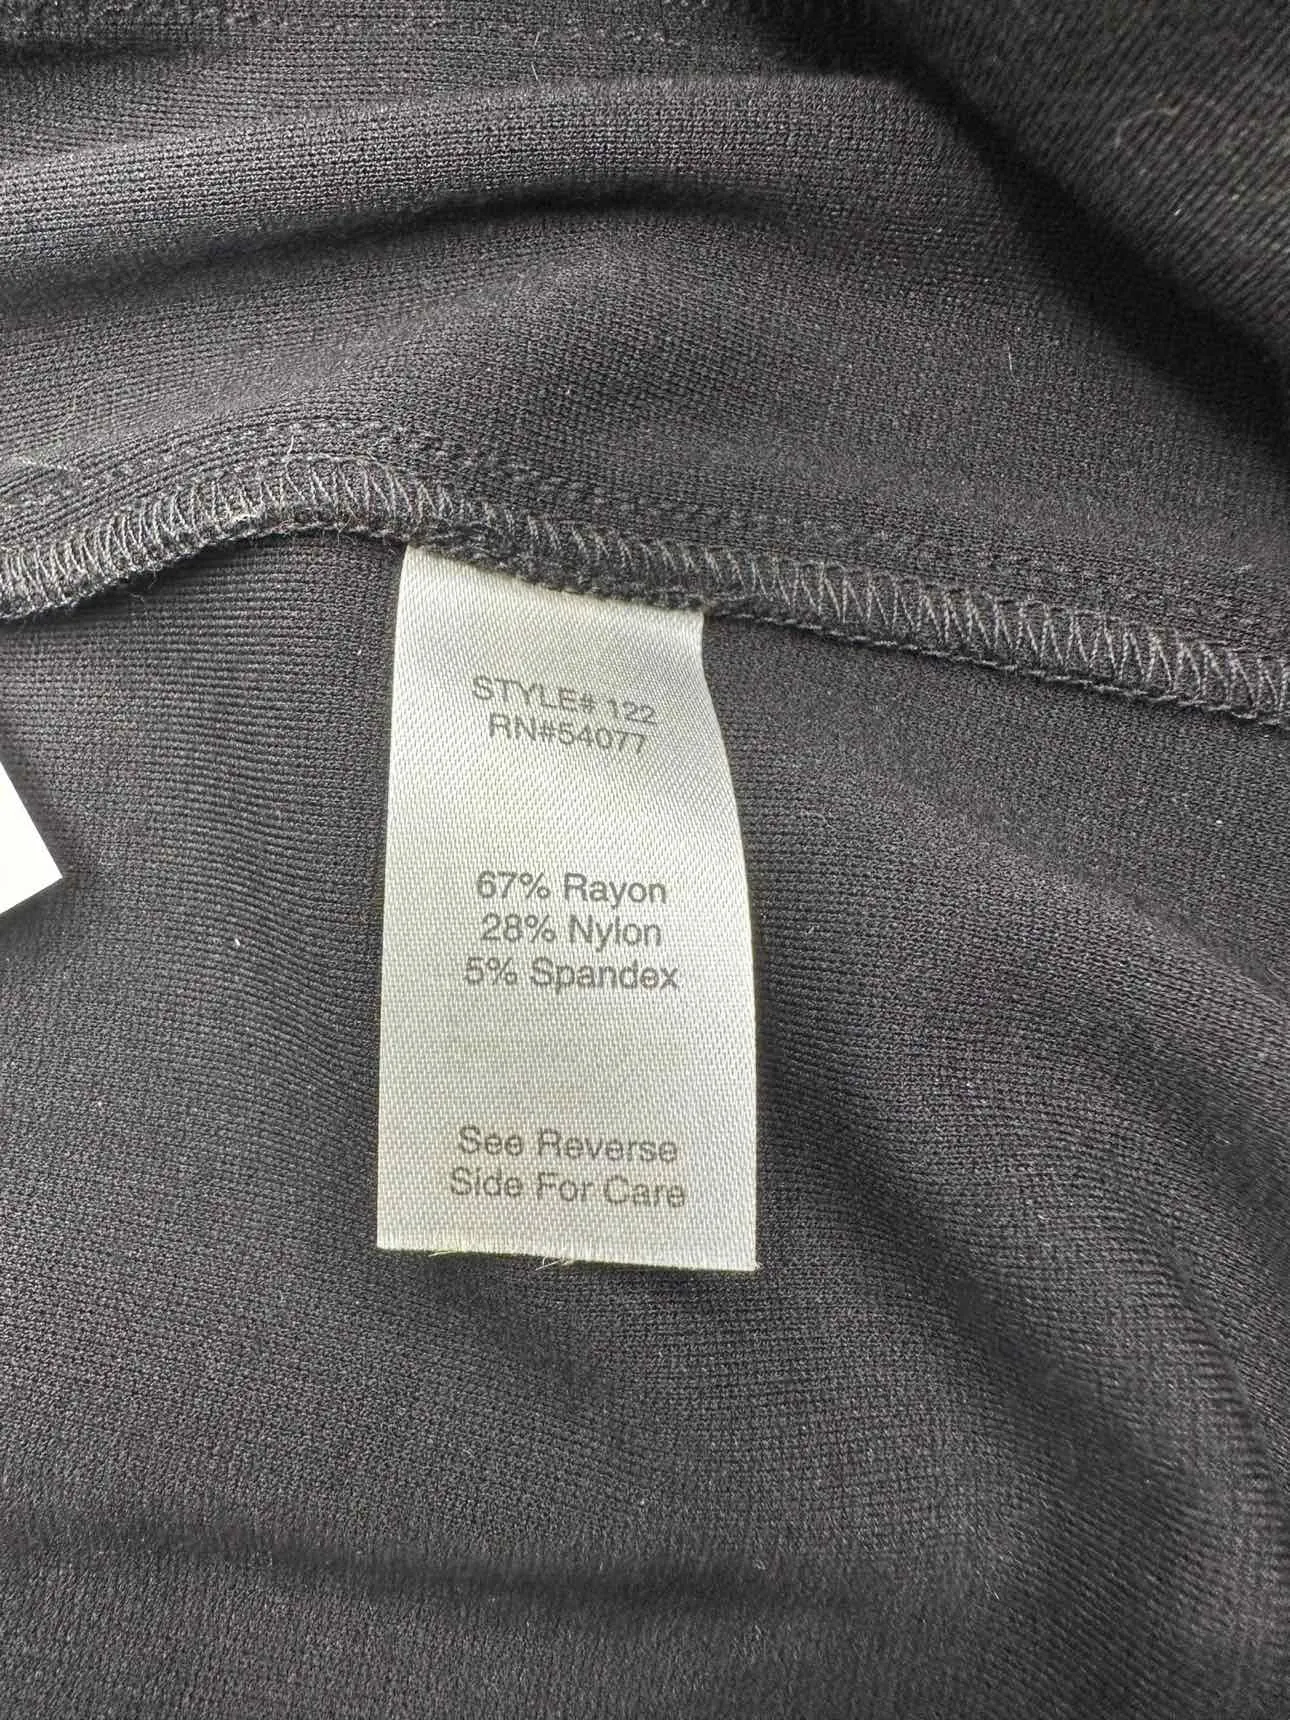 STYLE# 122
RN#54077
67% Rayon
28% Nylon
5% Spandex
See Reverse
Side For Care